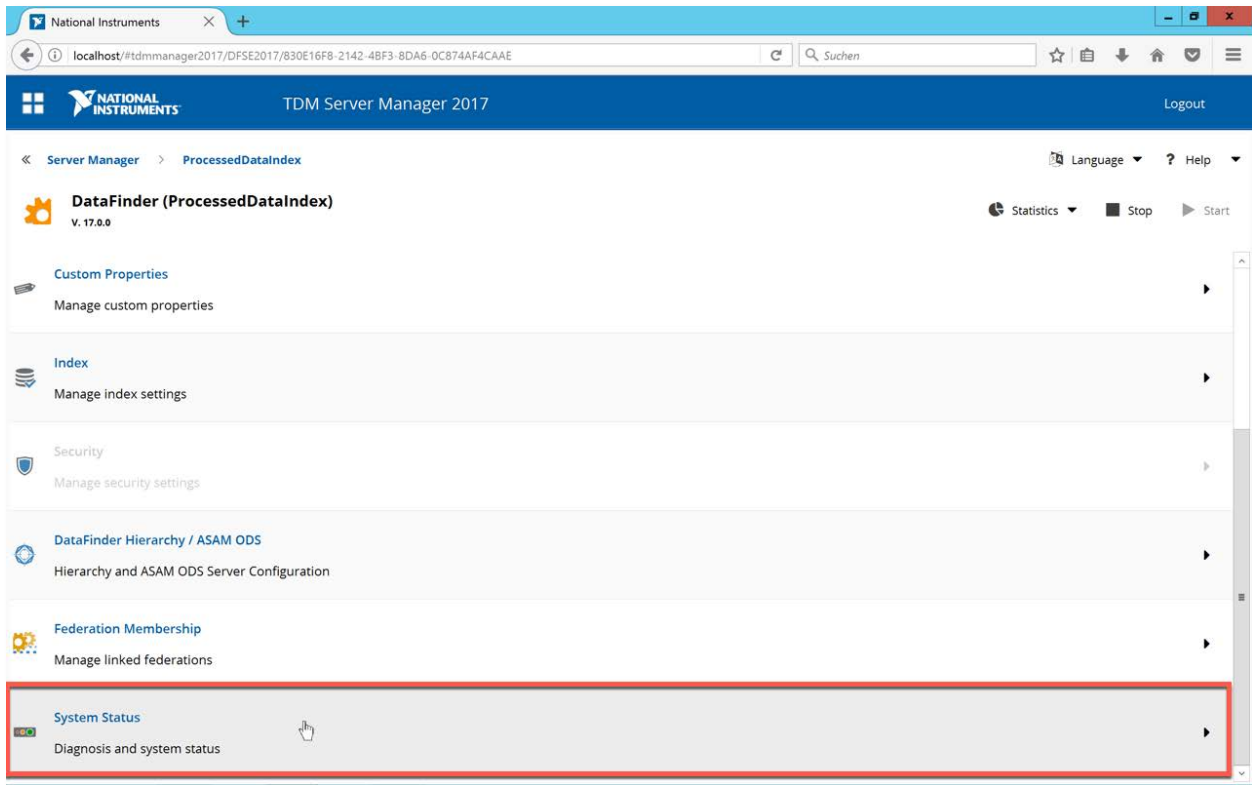 National Instruments
localhost/#tdmmanager2017/DFSE2017/830E16F8-2142-4BF3-8DA6-0C874AF4CAAE
Suchen
NATIONAL INSTRUMENTS
TDM Server Manager 2017
Logout
« Server Manager > ProcessedDataIndex
Language
? Help
DataFinder (ProcessedDataIndex)
V. 17.0.0
Statistics
Stop
Start
Custom Properties
Manage custom properties
Index
Manage index settings
Security
Manage security settings
DataFinder Hierarchy / ASAM ODS
Hierarchy and ASAM ODS Server Configuration
Federation Membership
Manage linked federations
System Status
Diagnosis and system status